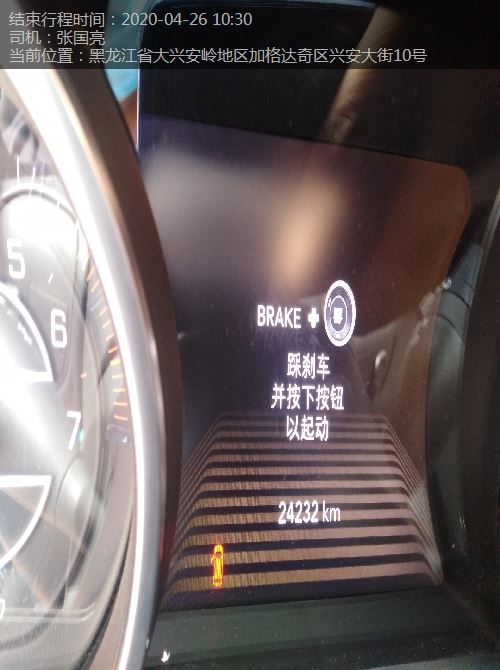 结束行程时间：2020-04-26 10:30
司机：张国亮
当前位置：黑龙江省大兴安岭地区加格达奇区兴安大街10号
5
6
7
BRAKE +
踩刹车
并按下按钮
以起动
24232 km